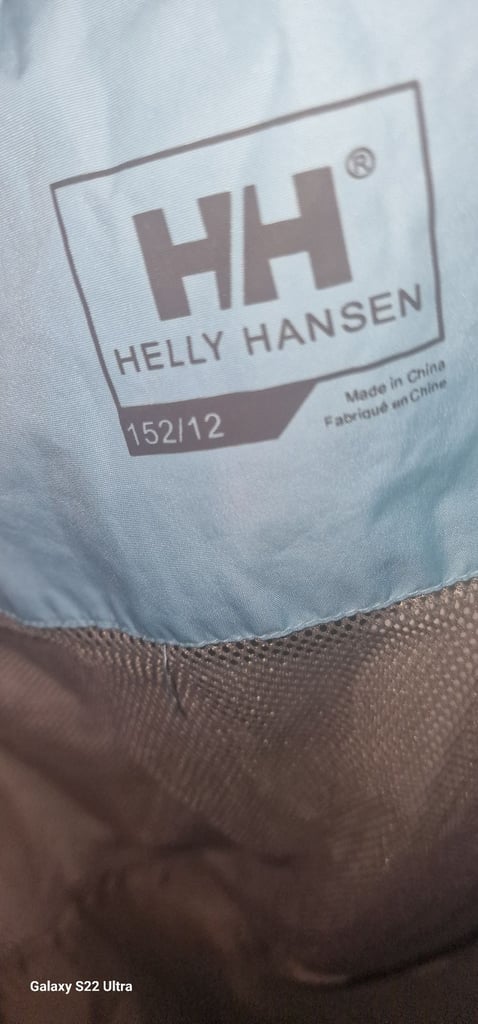 HH®
HELLY HANSEN
152/12
Made in China
Fabriqué en Chine
Galaxy S22 Ultra